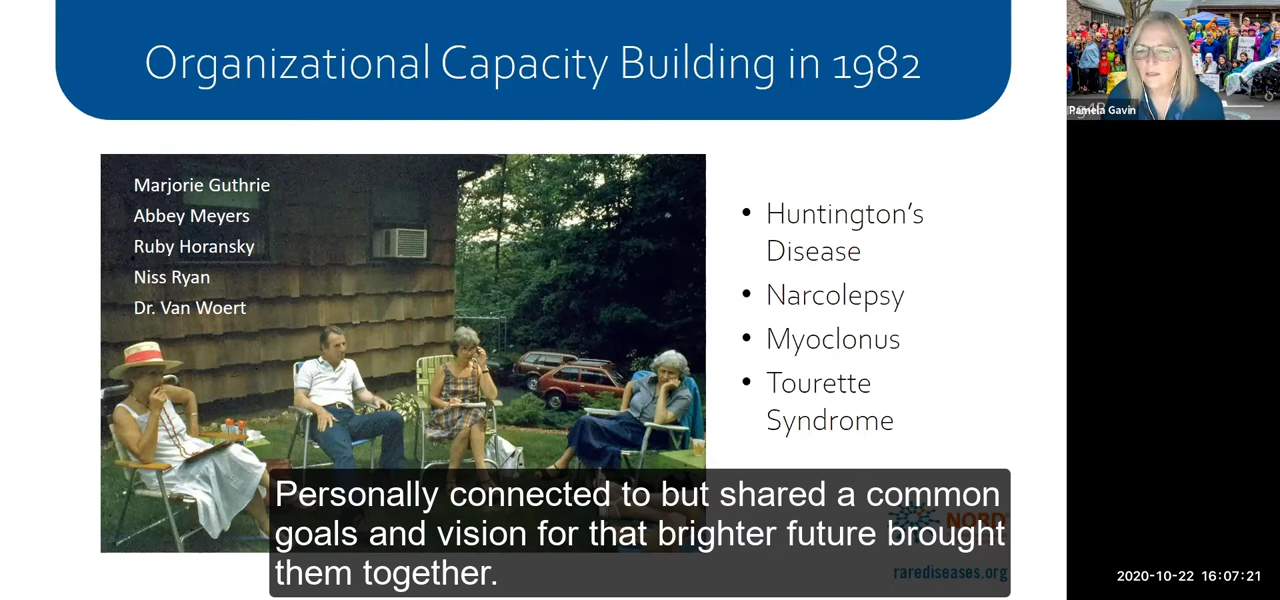 Organizational Capacity Building in 1982
Pamela Gavin
Marjorie Guthrie
Abbey Meyers
Ruby Horansky
Niss Ryan
Dr. Van Woert
• Huntington's
Disease
• Narcolepsy
• Myoclonus
• Tourette
Syndrome
Personally connected to but shared a common
goals and vision for that brighter future brought
them together.
NORD
rarediseases.org
2020-10-22 16:07:21